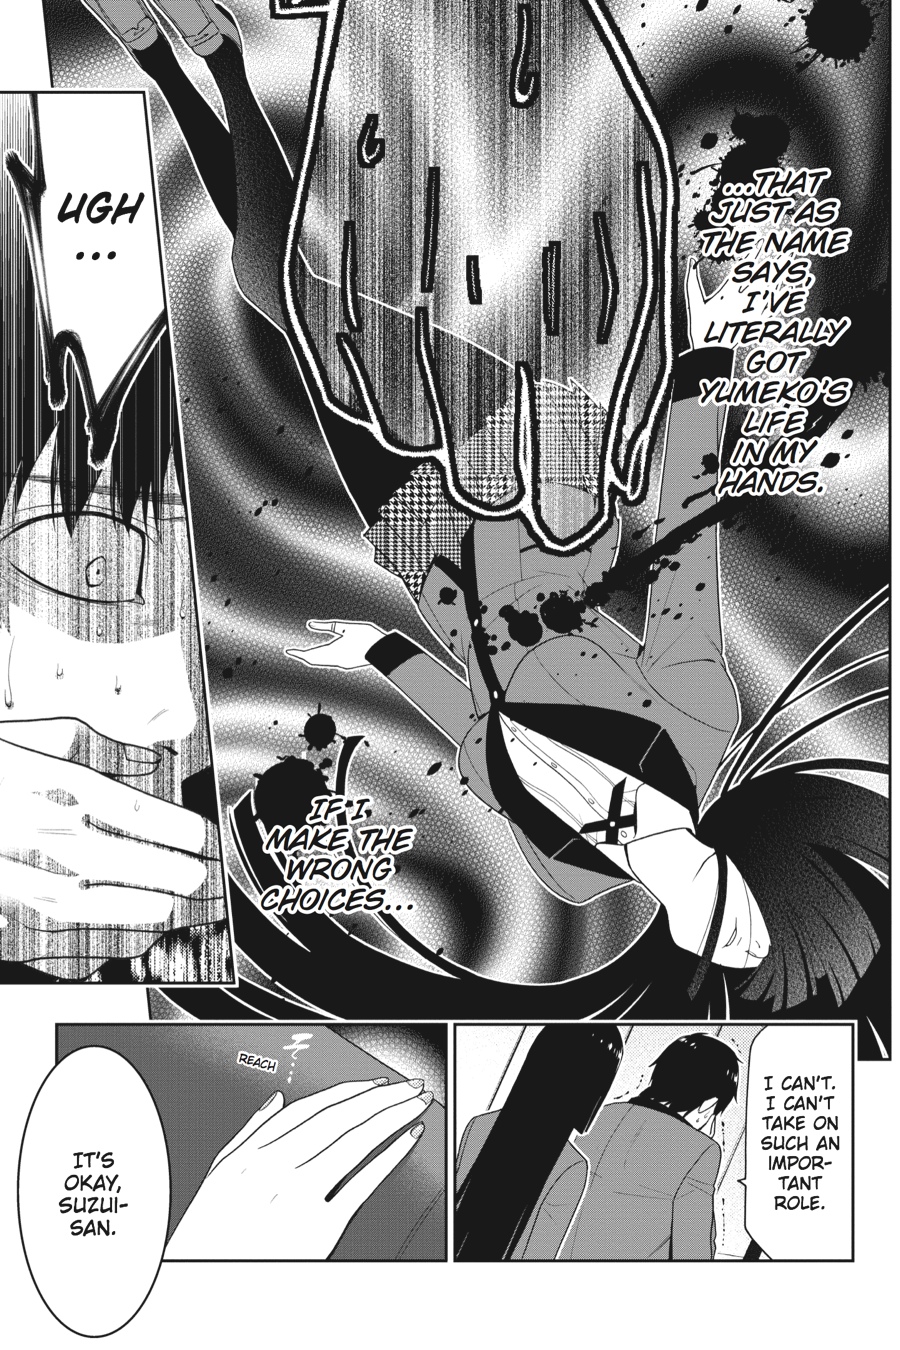 ...THAT
JUST AS
THE NAME
SAYS,
I'VE
LITERALLY
GOT
YUMEKO'S
LIFE
IN MY
HANDS.
IF I
MAKE THE
WRONG
CHOICES...
UGH
...
I CAN'T.
I CAN'T
TAKE ON
SUCH AN
IMPOR-
TANT
ROLE.
REACH
IT'S
OKAY,
SUZUI-
SAN.